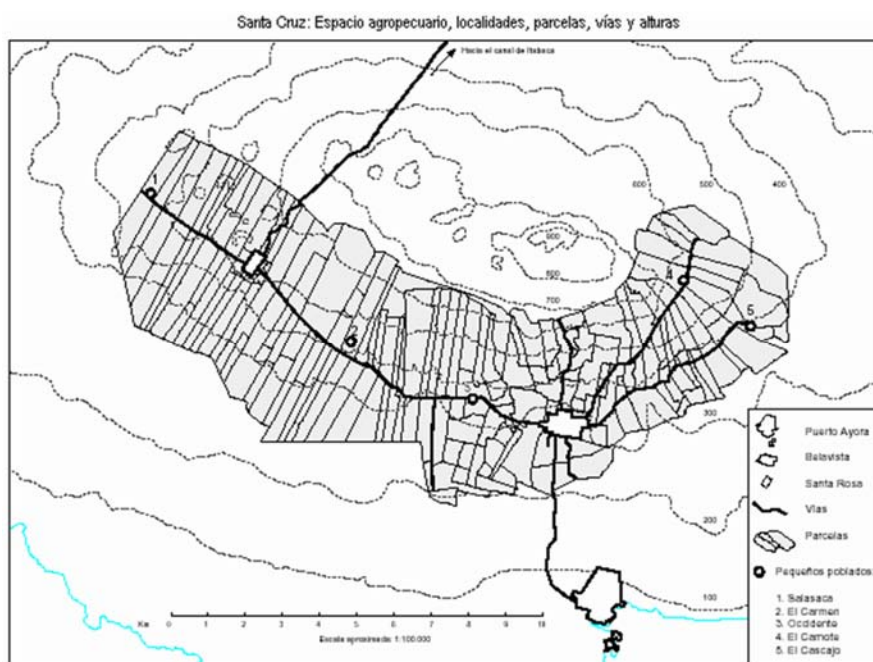 Santa Cruz: Espacio agropecuario, localidades, parcelas, vías y alturas
Hacia el canal de Itabaca
1
600
500
400
4
900
800
700
5
2
3
300
200
100
Puerto Ayora
Belavista
Santa Rosa
Vías
Parcelas
Pequeños poblados:
1. Salasaca
2. El Carmen
3. Occidente
4. El Camote
5. El Cascajo
Km 0 1 2 3 4 5 6 7 8 9 10
Escala aproximada: 1:100.000